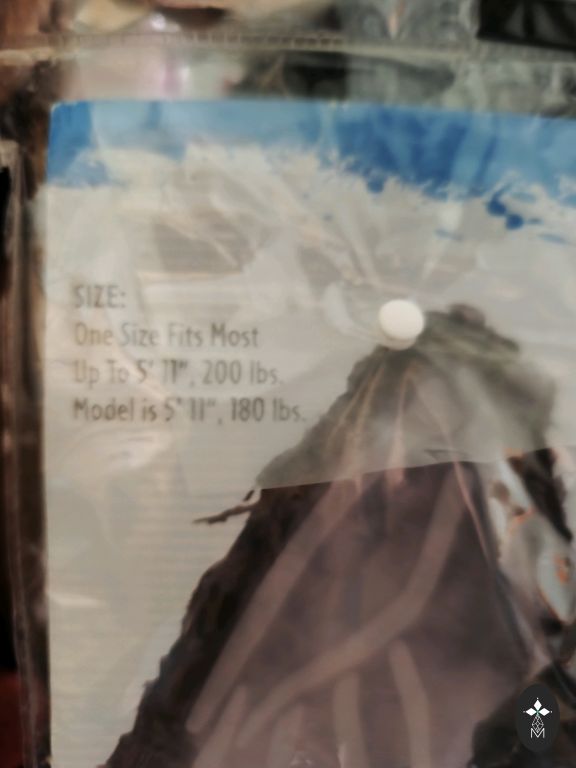 SIZE:
One Size Fits Most
Up To 5' 11", 200 lbs.
Model is 5' 11", 180 lbs.
M